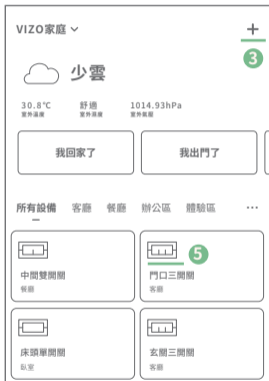 VIZO家庭
3
少雲
30.8°C 舒適 1014.93hPa
室外溫度 室外濕度 室外氣壓
我回家了 我出門了
所有設備 客廳 餐廳 辦公區 體驗區 ...
5
中間雙開關 門口三開關
餐廳 客廳
床頭單開關 玄關三開關
臥室 客廳